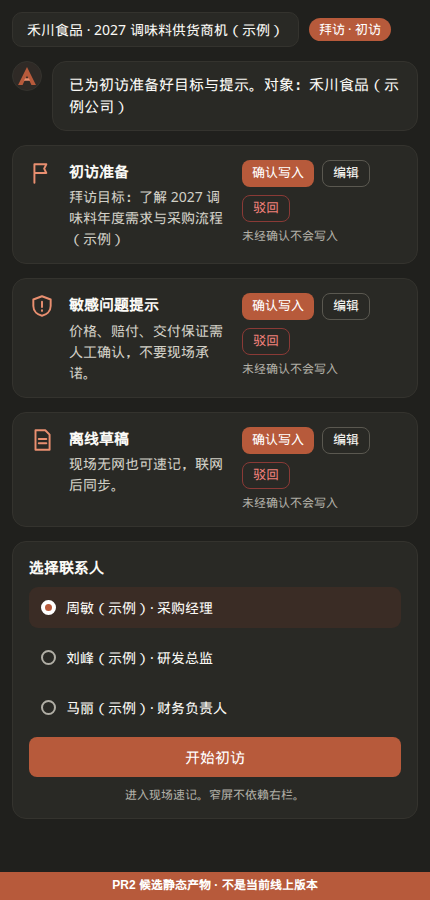 禾川食品 · 2027 调味料供货商机（示例）
拜访 · 初访
已为初访准备好目标与提示。对象：禾川食品（示
例公司）
初访准备
拜访目标：了解 2027 调
味料年度需求与采购流程
（示例）
确认写入
编辑
驳回
未经确认不会写入
敏感问题提示
价格、赔付、交付保证需
人工确认，不要现场承
诺。
确认写入
编辑
驳回
未经确认不会写入
离线草稿
现场无网也可速记，联网
后同步。
确认写入
编辑
驳回
未经确认不会写入
选择联系人
周敏（示例）· 采购经理
刘峰（示例）· 研发总监
马丽（示例）· 财务负责人
开始初访
进入现场速记。窄屏不依赖右栏。
PR2 候选静态产物 · 不是当前线上版本